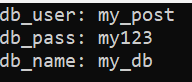 db_user: my_post
db_pass: my123
db_name: my_db